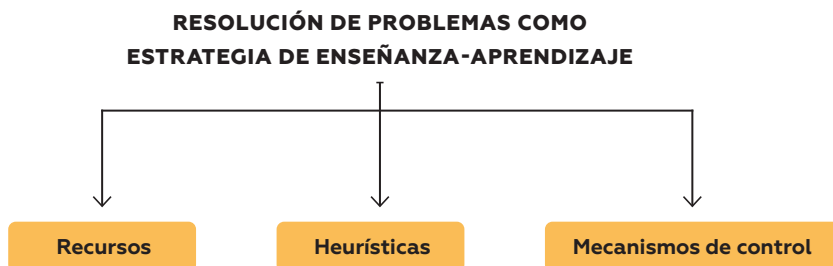 RESOLUCIÓN DE PROBLEMAS COMO
ESTRATEGIA DE ENSEÑANZA-APRENDIZAJE
Recursos
Heurísticas
Mecanismos de control